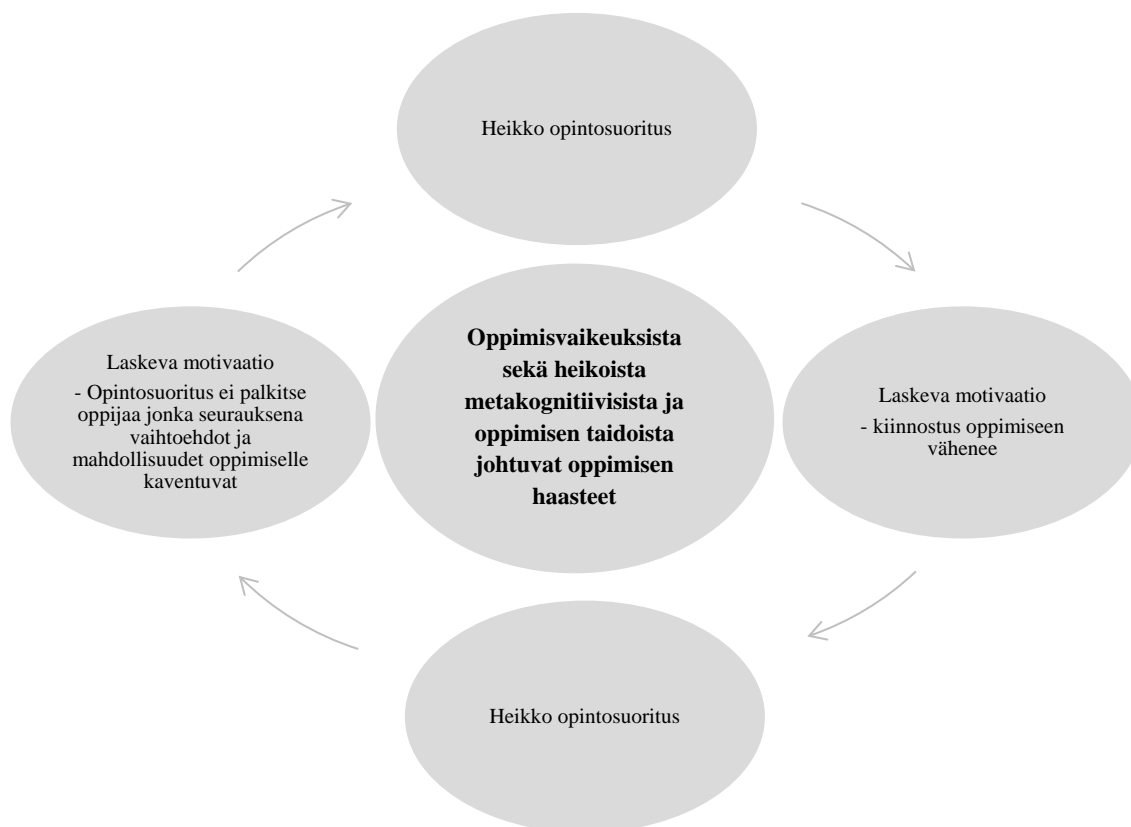 Heikko opintosuoritus
Oppimisvaikeuksista
sekä heikoista
metakognitiivisista ja
oppimisen taidoista
johtuvat oppimisen
haasteet
Laskeva motivaatio
- Opintosuoritus ei palkitse
oppijaa jonka seurauksena
vaihtoehdot ja
mahdollisuudet oppimiselle
kaventuvat
Laskeva motivaatio
- kiinnostus oppimiseen
vähenee
Heikko opintosuoritus